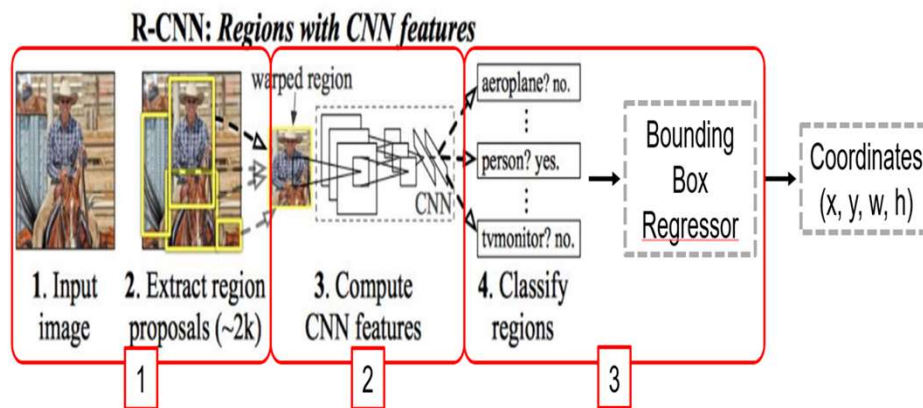 R-CNN: Regions with CNN features
warped region
aeroplane? no.
person? yes.
tvmonitor? no.
CNN
Bounding
Box
Regressor
Coordinates
(x, y, w, h)
1. Input
image
2. Extract region
proposals (~2k)
3. Compute
CNN features
4. Classify
regions
1
2
3